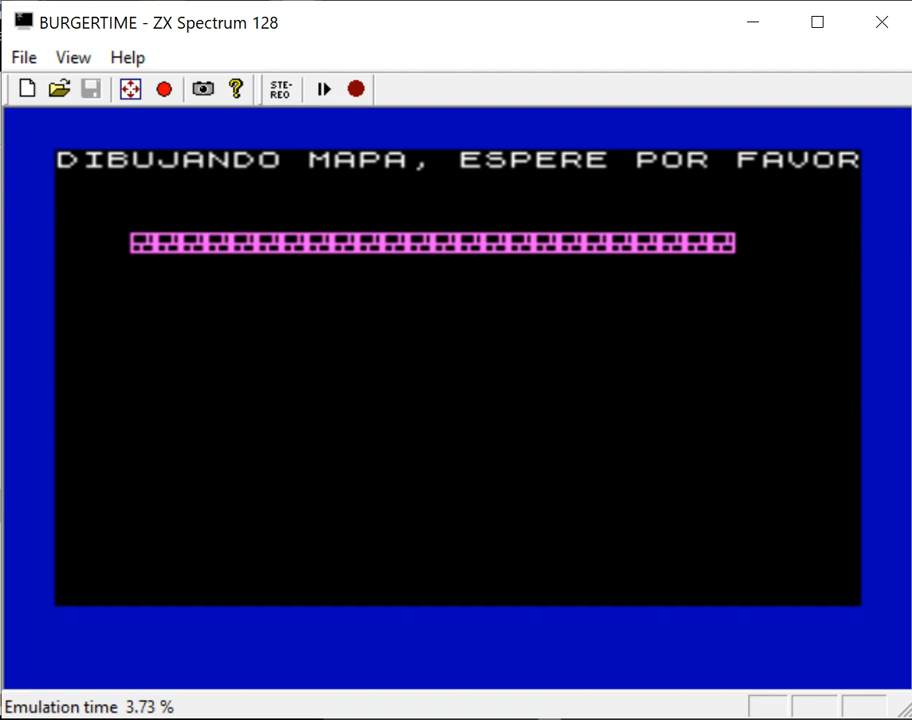 BURGERTIME - ZX Spectrum 128
File View Help
STE-
REO
DIBUJANDO MAPA, ESPERE POR FAVOR
Emulation time 3.73 %